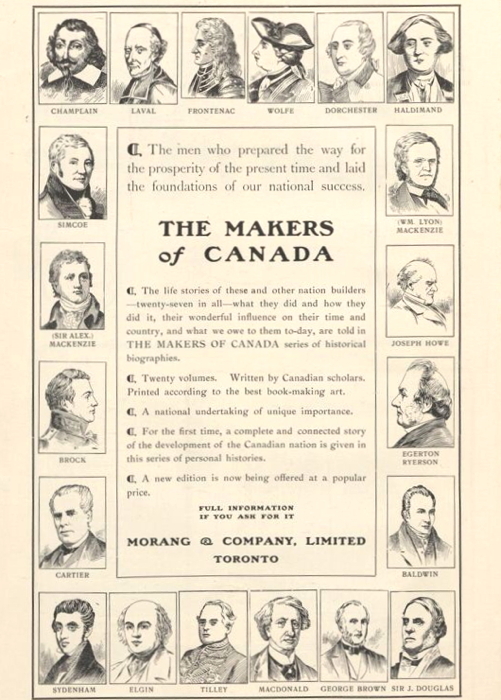 CHAMPLAIN LAVAL FRONTENAC WOLFE DORCHESTER HALDIMAND
SIMCOE
(SIR ALEX.)
MACKENZIE
BROCK
CARTIER
The men who prepared the way for
the prosperity of the present time and laid
the foundations of our national success.
THE MAKERS
of CANADA
The life stories of these and other nation builders
—twenty-seven in all—what they did and how they
did it, their wonderful influence on their time and
country, and what we owe to them to-day, are told in
THE MAKERS OF CANADA series of historical
biographies.
Twenty volumes. Written by Canadian scholars.
Printed according to the best book-making art.
A national undertaking of unique importance.
For the first time, a complete and connected story
of the development of the Canadian nation is given in
this series of personal histories.
A new edition is now being offered at a popular
price.
FULL INFORMATION
IF YOU ASK FOR IT
MORANG & COMPANY, LIMITED
TORONTO
(WM. LYON)
MACKENZIE
JOSEPH HOWE
EGERTON
RYERSON
BALDWIN
SYDENHAM ELGIN TILLEY MACDONALD GEORGE BROWN SIR J. DOUGLAS